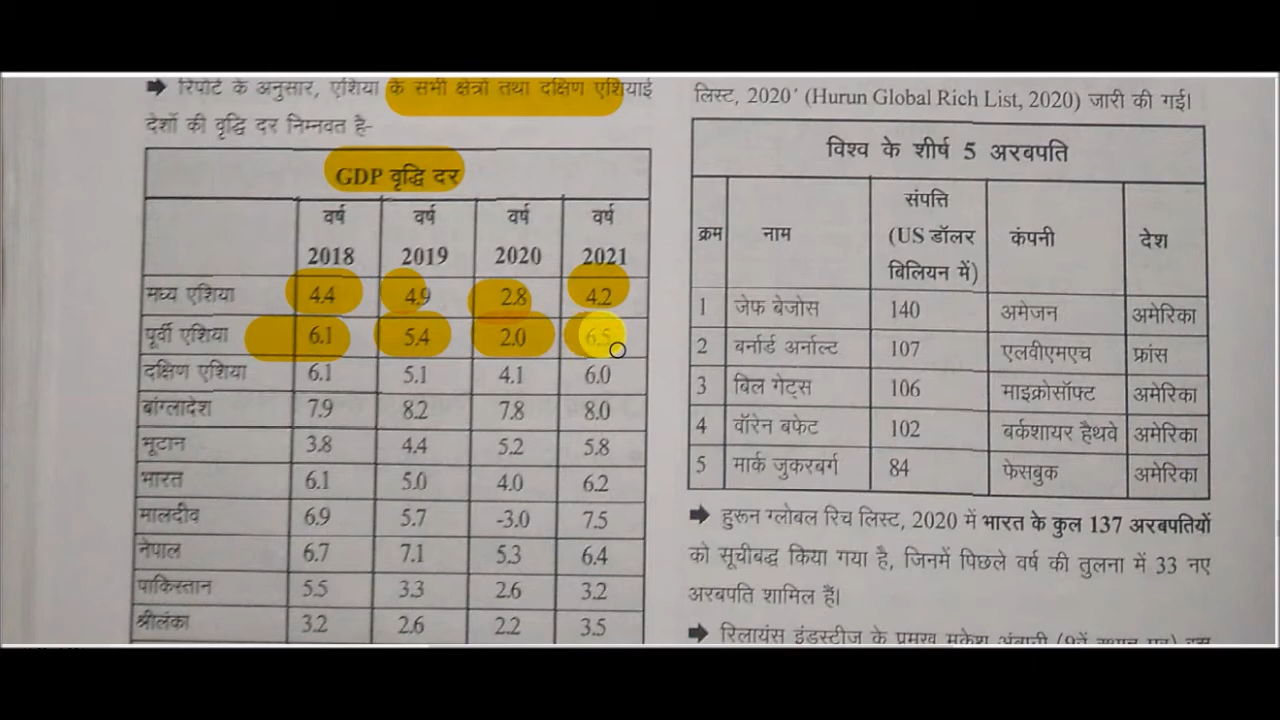 ➡ रिपोर्ट के अनुसार, एशिया के सभी क्षेत्रों तथा दक्षिण एशियाई
देशों की वृद्धि दर निम्नवत है-
GDP वृद्धि दर
वर्ष 2018 वर्ष 2019 वर्ष 2020 वर्ष 2021
मध्य एशिया 4.4 4.9 2.8 4.2
पूर्वी एशिया 6.1 5.4 2.0 6.5
दक्षिण एशिया 6.1 5.1 4.1 6.0
बांग्लादेश 7.9 8.2 7.8 8.0
भूटान 3.8 4.4 5.2 5.8
भारत 6.1 5.0 4.0 6.2
मालदीव 6.9 5.7 -3.0 7.5
नेपाल 6.7 7.1 5.3 6.4
पाकिस्तान 5.5 3.3 2.6 3.2
श्रीलंका 3.2 2.6 2.2 3.5
लिस्ट, 2020' (Hurun Global Rich List, 2020) जारी की गई।
विश्व के शीर्ष 5 अरबपति
क्रम नाम संपत्ति (US डॉलर बिलियन में) कंपनी देश
1 जेफ बेजोस 140 अमेजन अमेरिका
2 बर्नार्ड अर्नाल्ट 107 एलवीएमएच फ्रांस
3 बिल गेट्स 106 माइक्रोसॉफ्ट अमेरिका
4 वॉरेन बफेट 102 बर्कशायर हैथवे अमेरिका
5 मार्क जुकरबर्ग 84 फेसबुक अमेरिका
➡ हुरून ग्लोबल रिच लिस्ट, 2020 में भारत के कुल 137 अरबपतियों
को सूचीबद्ध किया गया है, जिनमें पिछले वर्ष की तुलना में 33 नए
अरबपति शामिल हैं।
➡ रिलायंस इंडस्ट्रीज के प्रमुख मुकेश अंबानी (9वें स्थान पर) इस